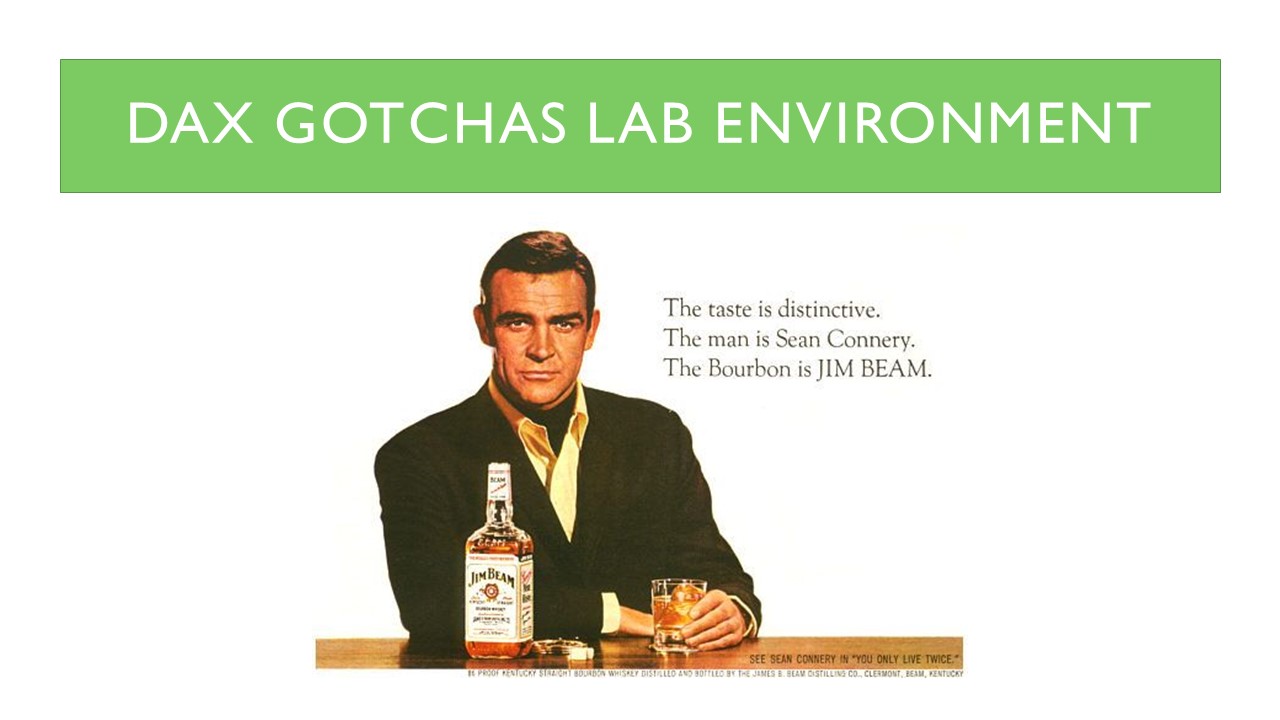 DAX GOTCHAS LAB ENVIRONMENT
The taste is distinctive.
The man is Sean Connery.
The Bourbon is JIM BEAM.
BEAM
JIM BEAM
SEE SEAN CONNERY IN "YOU ONLY LIVE TWICE."
86 PROOF KENTUCKY STRAIGHT BOURBON WHISKEY DISTILLED AND BOTTLED BY THE JAMES B. BEAM DISTILLING CO., CLERMONT, BEAM, KENTUCKY